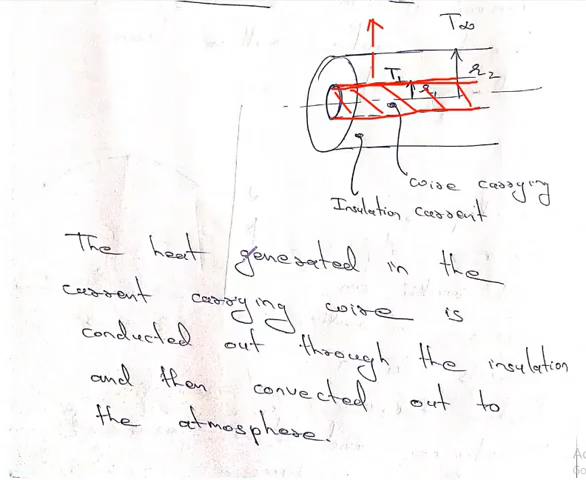 T∞
T₁
r₁
r₂
wire carrying
Insulation current
The heat generated in the
current carrying wire is
conducted out through the insulation
and then convected out to
the atmosphere.